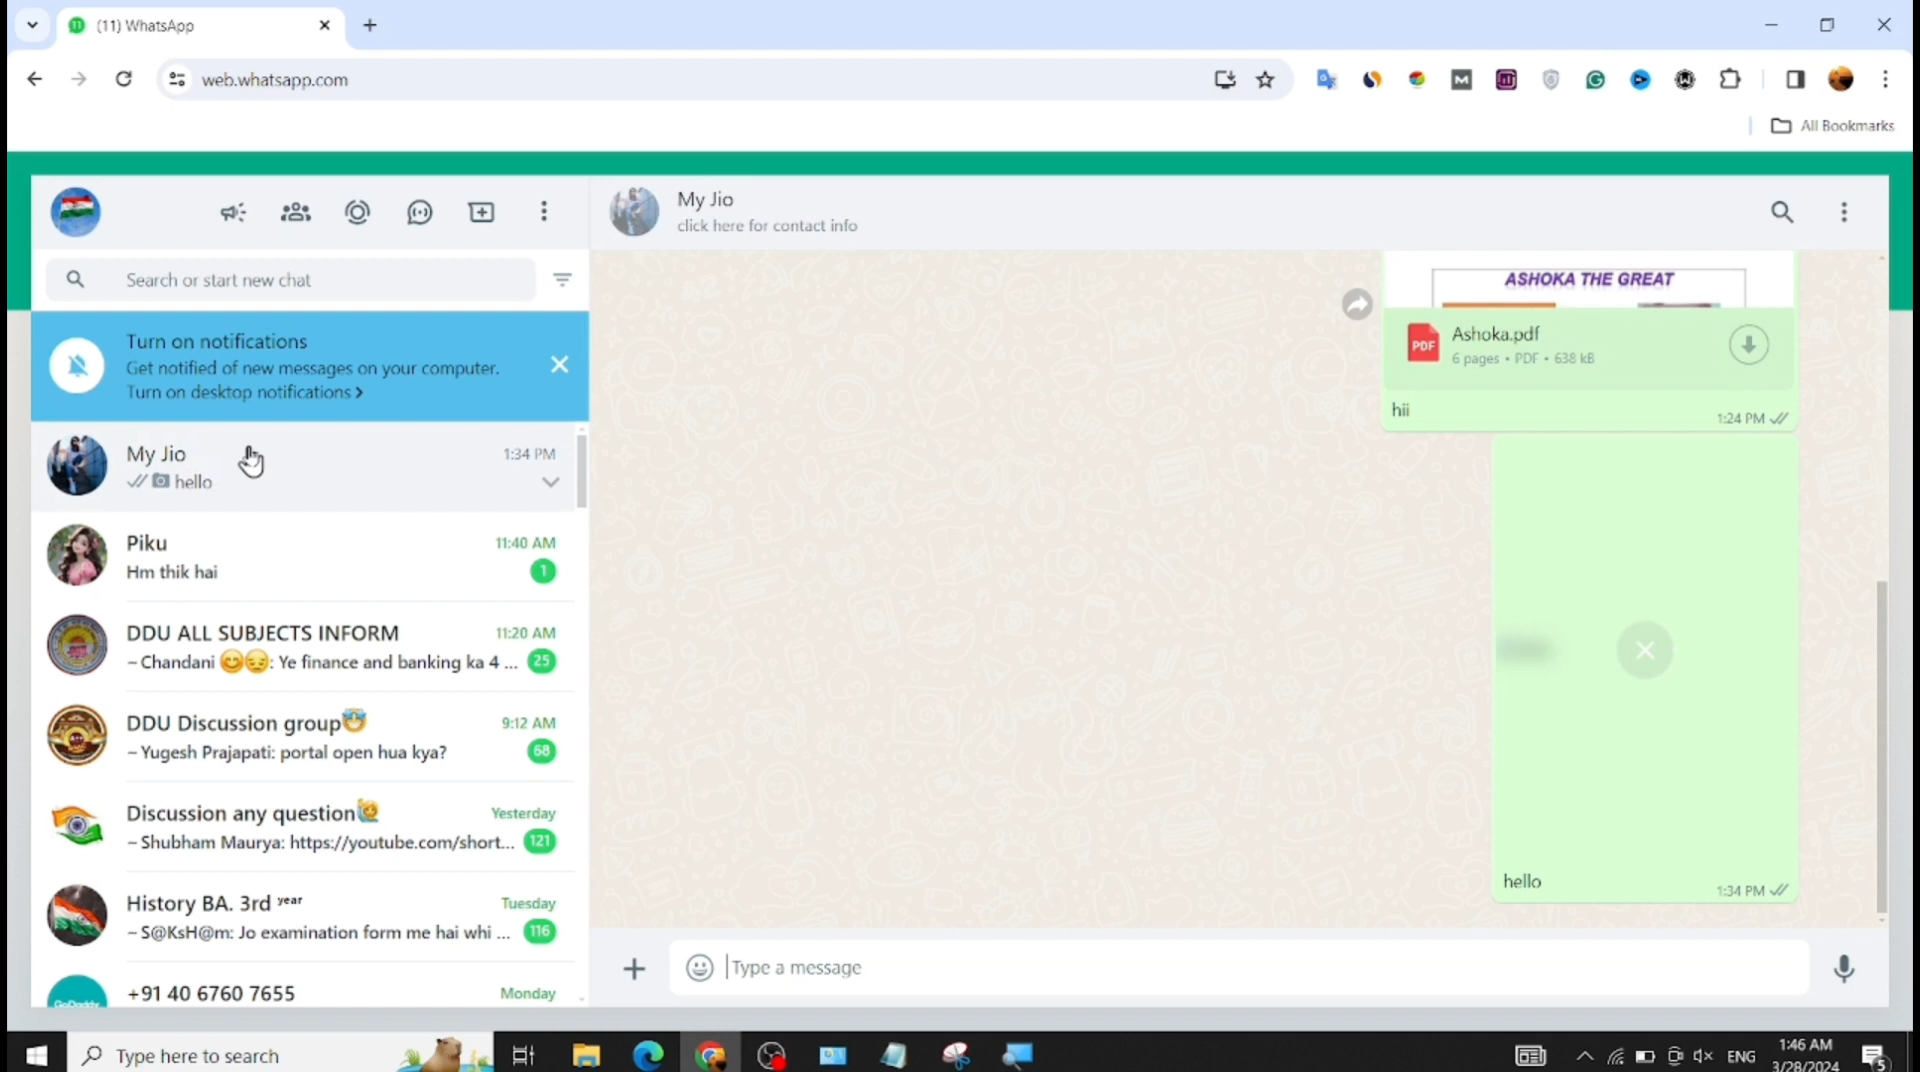 (11) WhatsApp
web.whatsapp.com
All Bookmarks
My Jio
click here for contact info
Search or start new chat
Turn on notifications
Get notified of new messages on your computer.
Turn on desktop notifications >
My Jio 1:34 PM
hello
Piku 11:40 AM
Hm thik hai 1
DDU ALL SUBJECTS INFORM 11:20 AM
~ Chandani 😊😔: Ye finance and banking ka 4 ... 25
DDU Discussion group😇 9:12 AM
~ Yugesh Prajapati: portal open hua kya? 68
Discussion any question🙋 Yesterday
~ Shubham Maurya: https://youtube.com/short... 121
History BA. 3rd ʸᵉᵃʳ Tuesday
~ S@KsH@m: Jo examination form me hai whi ... 116
GoDaddy
+91 40 6760 7655 Monday
ASHOKA THE GREAT
PDF
Ashoka.pdf
6 pages • PDF • 638 kB
hii
1:24 PM
hello
1:34 PM
Type a message
Type here to search
ENG
1:46 AM
3/28/2024
5